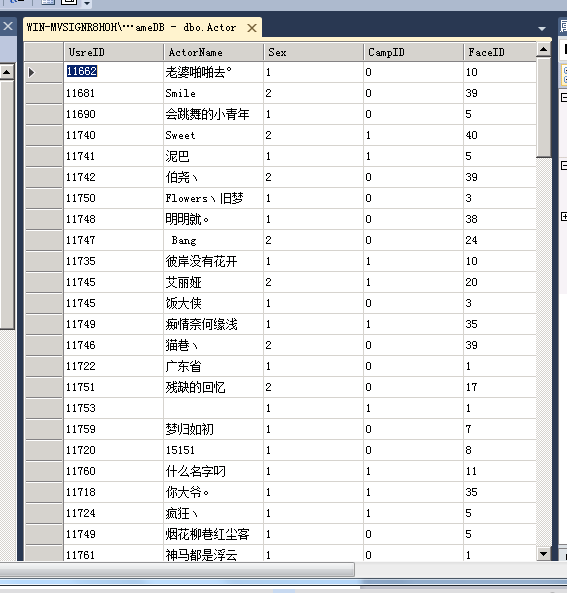 WIN-MVSIGNR8HOH\…ameDB - dbo.Actor
UsreID ActorName Sex CampID FaceID
11662 老婆啪啪去° 1 0 10
11681 Smile 2 0 39
11690 会跳舞的小青年 1 0 5
11740 Sweet 2 1 40
11741 泥巴 1 1 5
11742 伯尧丶 2 0 39
11750 Flowers丶旧梦 1 0 3
11748 明明就。 1 0 38
11747 Bang 2 0 24
11735 彼岸没有花开 1 1 10
11745 艾丽娅 2 1 20
11745 饭大侠 1 0 3
11749 痴情奈何缘浅 1 1 35
11746 猫巷丶 2 0 39
11722 广东省 1 0 1
11751 残缺的回忆 2 0 17
11753 1 1 1
11759 梦归如初 1 0 7
11720 15151 1 0 8
11760 什么名字叼 1 1 11
11718 你大爷。 1 1 35
11724 疯狂丶 1 1 5
11749 烟花柳巷红尘客 1 0 5
11761 神马都是浮云 1 0 1